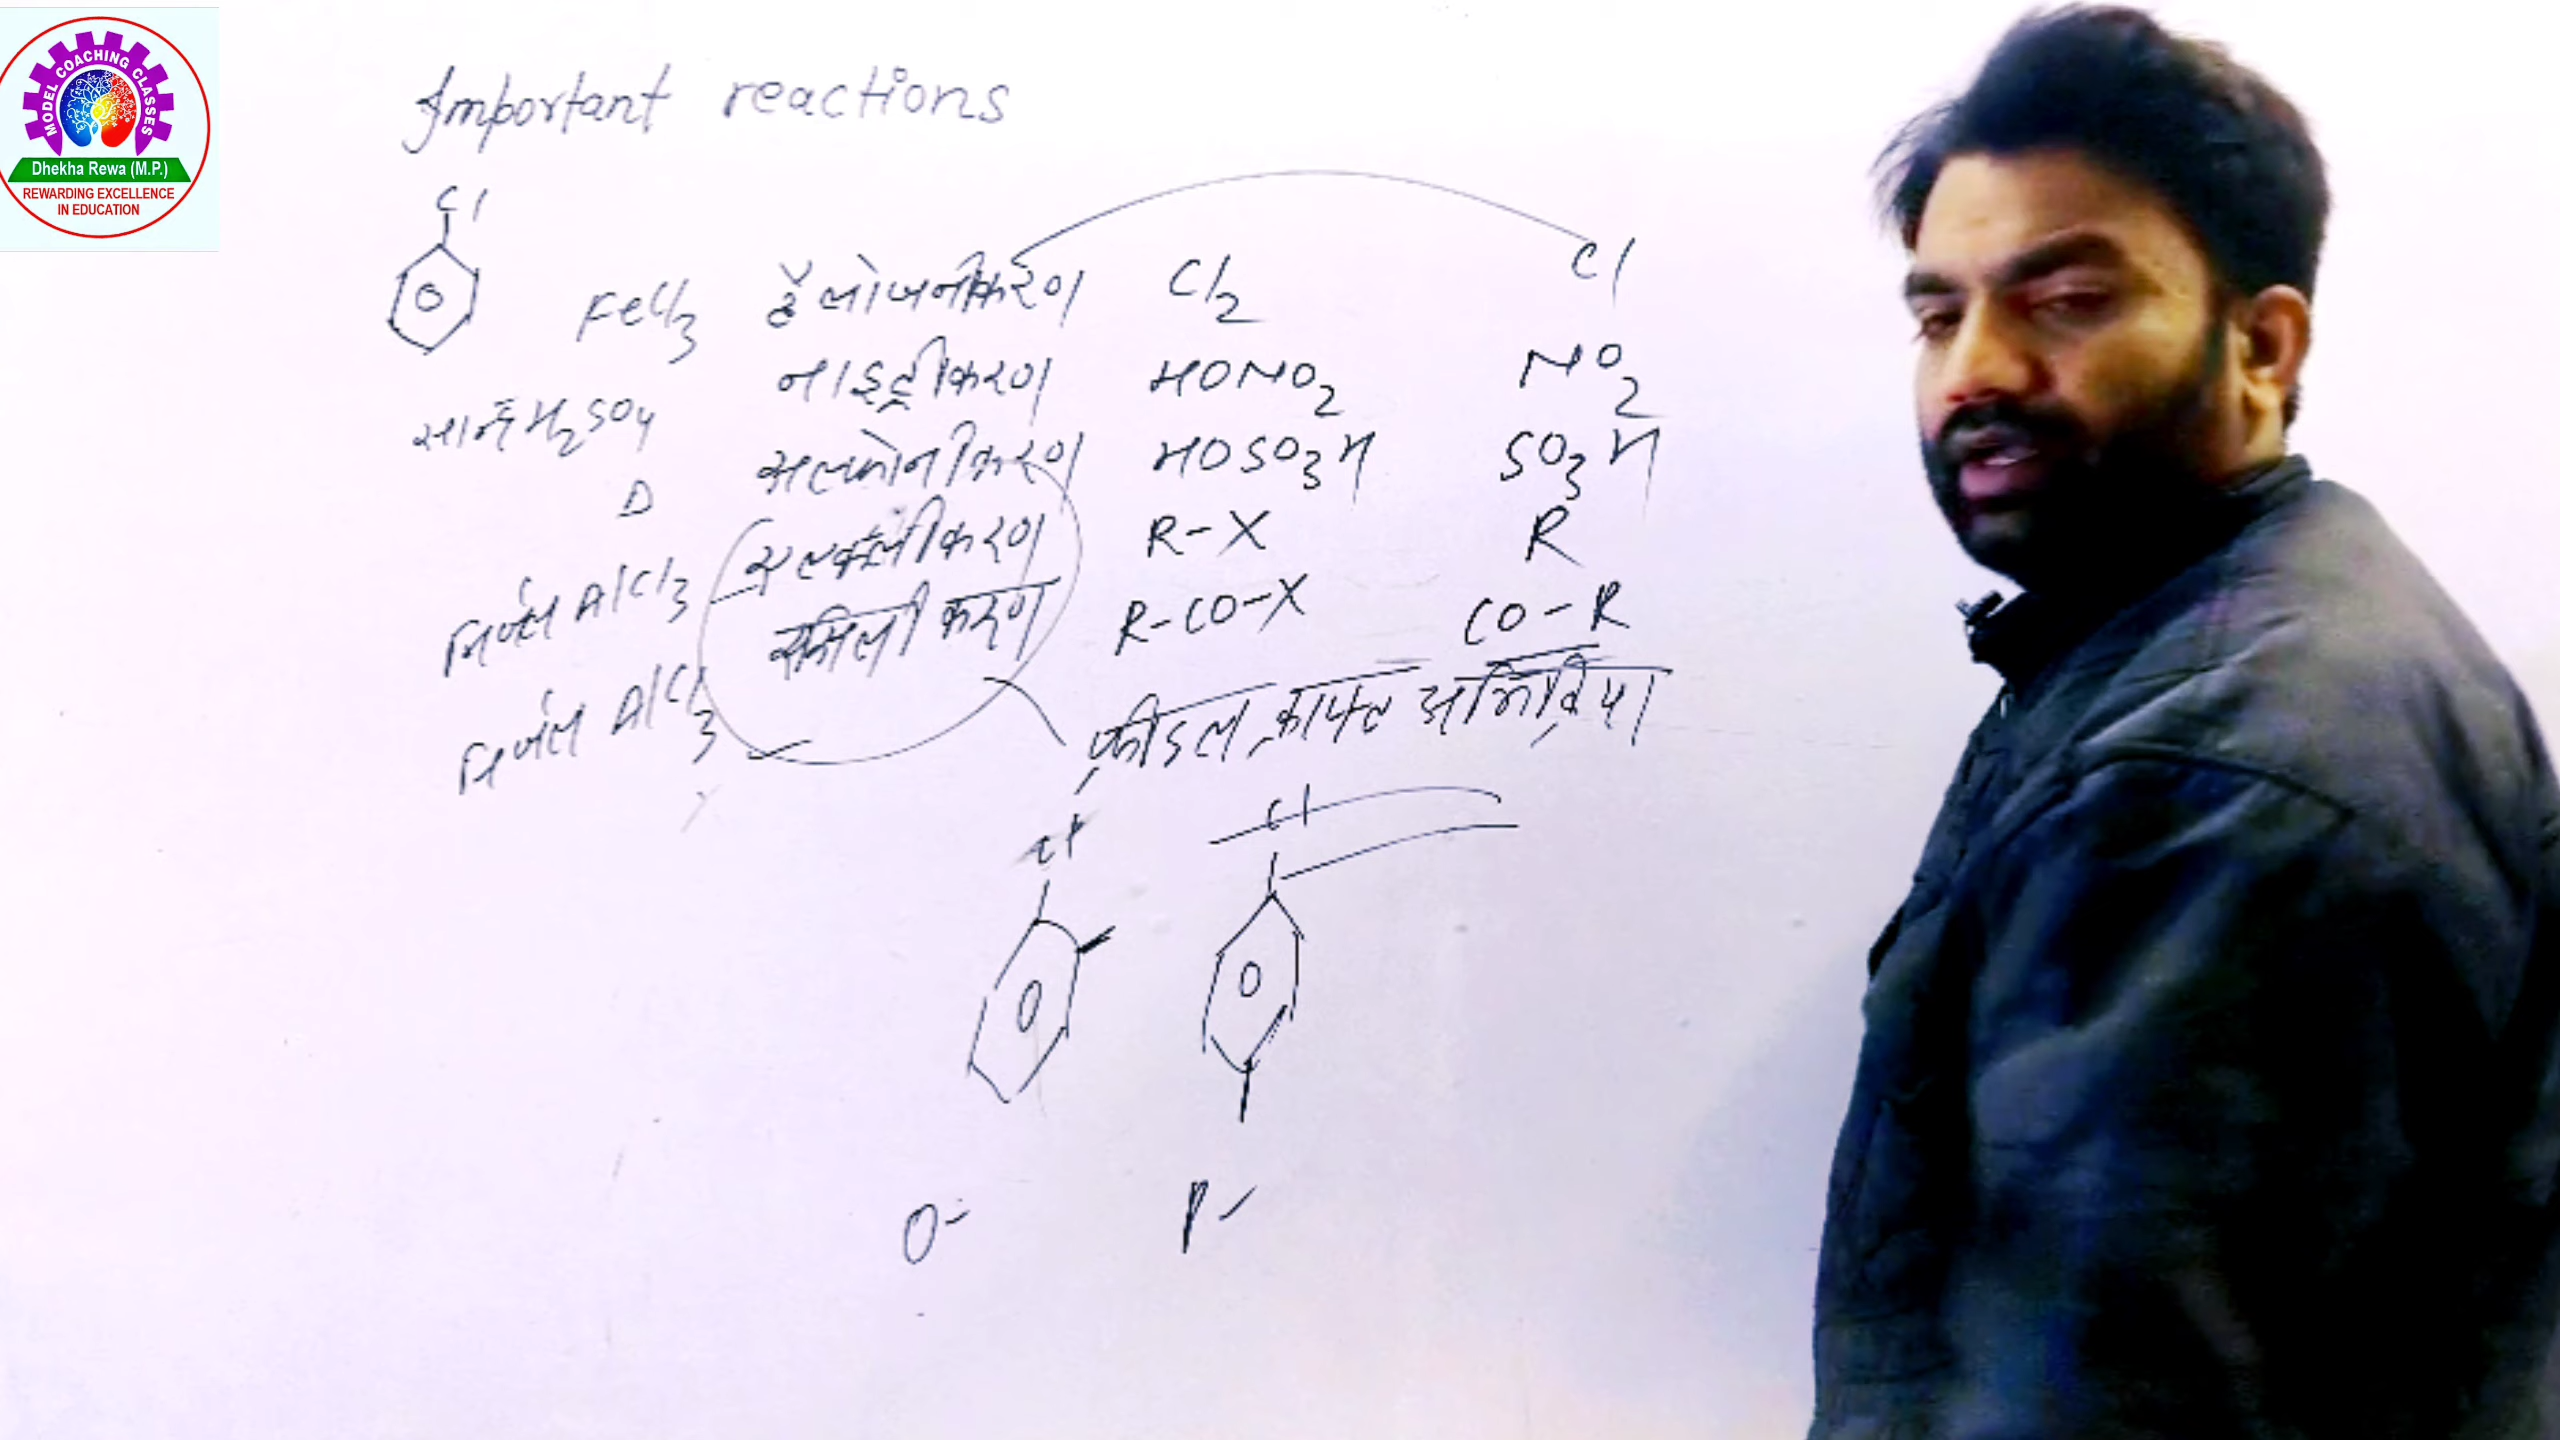 MODEL COACHING CLASSES
Dhekha Rewa (M.P.)
REWARDING EXCELLENCE
IN EDUCATION
Important reactions
Cl
FeCl3 हैलोजनीकरण Cl2 Cl
नाइट्रीकरण HONO2 NO2
सान्द्र H2SO4 सल्फोनीकरण HOSO3H SO3H
Δ
निर्जल AlCl3 एल्कलीकरण R-X R
निर्जल AlCl3 एसिलीकरण R-CO-X CO-R
फ्रीडल क्राफ्ट अभिक्रिया
Cl Cl
O- P-